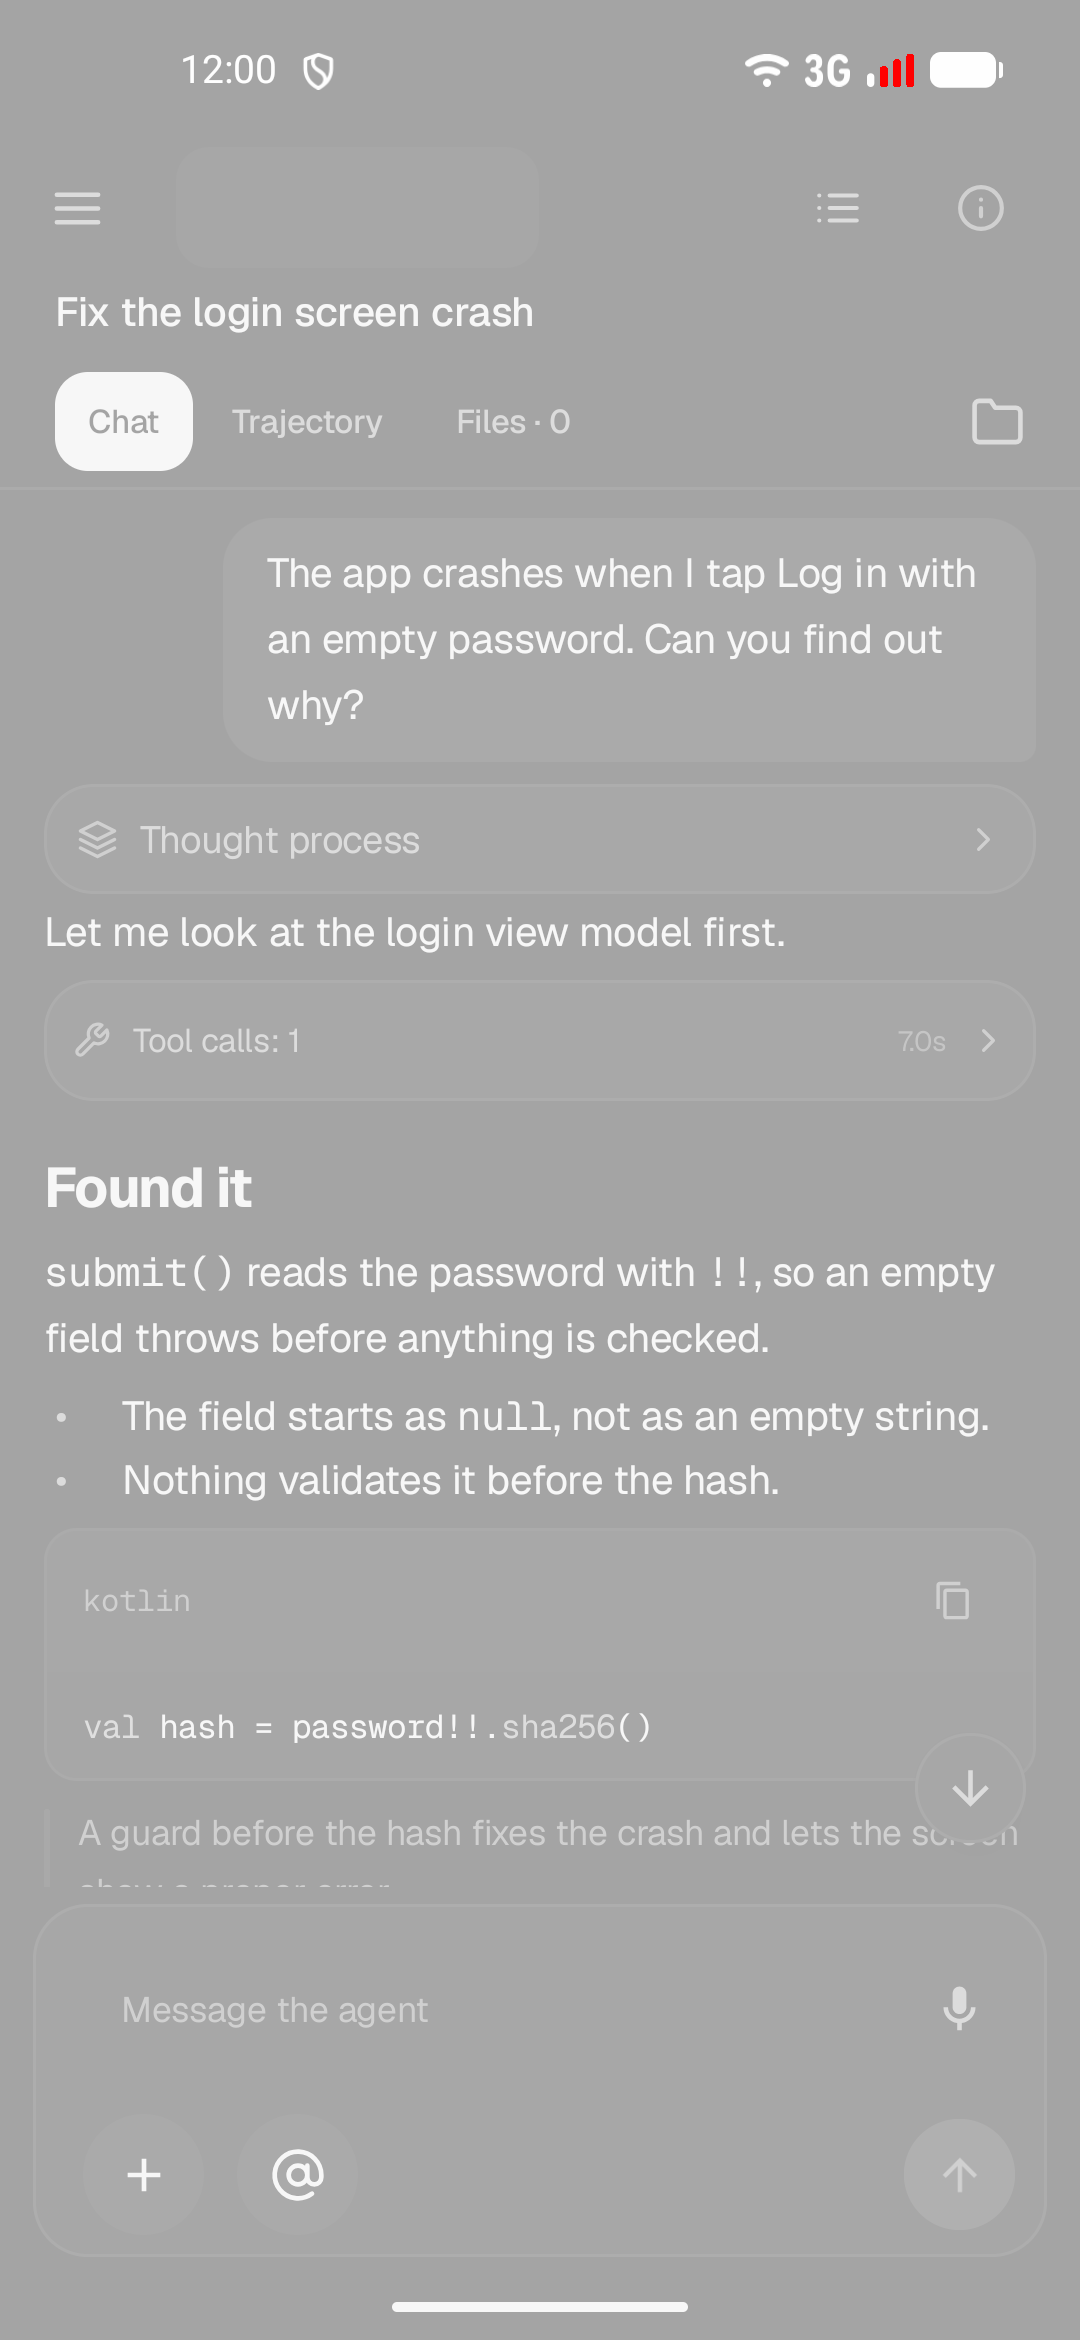 12:00
3G
Fix the login screen crash
Chat
Trajectory
Files · 0
The app crashes when I tap Log in with
an empty password. Can you find out
why?
Thought process
Let me look at the login view model first.
Tool calls: 1
7.0s
Found it
submit() reads the password with !!, so an empty
field throws before anything is checked.
• The field starts as null, not as an empty string.
• Nothing validates it before the hash.
kotlin
val hash = password!!.sha256()
A guard before the hash fixes the crash and lets the screen
show a proper error.
Message the agent